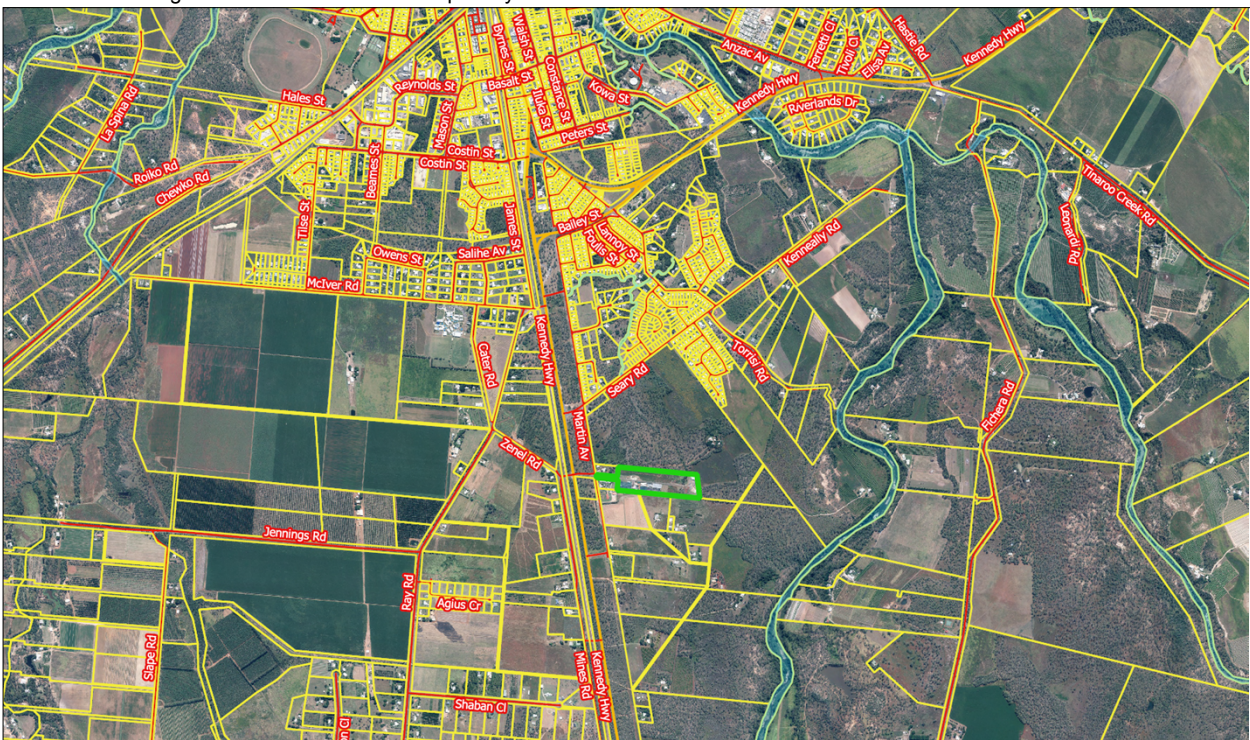 Walsh St
Byrnes St
Anzac Av
Ferretti Cl
Tivoli Cl
Elisa Av
Hastie Rd
Kennedy Hwy
Reynolds St
Basalt St
Constance St
Iluka St
Kowa St
Kennedy Hwy
Riverlands Dr
Hales St
La Spina Rd
Mason St
Peters St
Costin St
Costin St
Roiko Rd
Chewko Rd
Beames St
Tinaroo Creek Rd
Tilse St
James St
Bailey St
Lannoy St
Foulis St
Kenneally Rd
Leonardi Rd
Owens St
Salihe Av
McIver Rd
Kennedy Hwy
Cater Rd
Torrisi Rd
Seary Rd
Fichera Rd
Martin Av
Zenel Rd
Jennings Rd
Ray Rd
Agius Cr
Slape Rd
Mines Rd
Kennedy Hwy
Shaban Cl